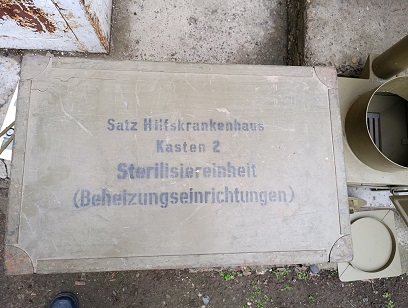 Satz Hilfskrankenhaus
Kasten 2
Sterilisiereinheit
(Beheizungseinrichtungen)